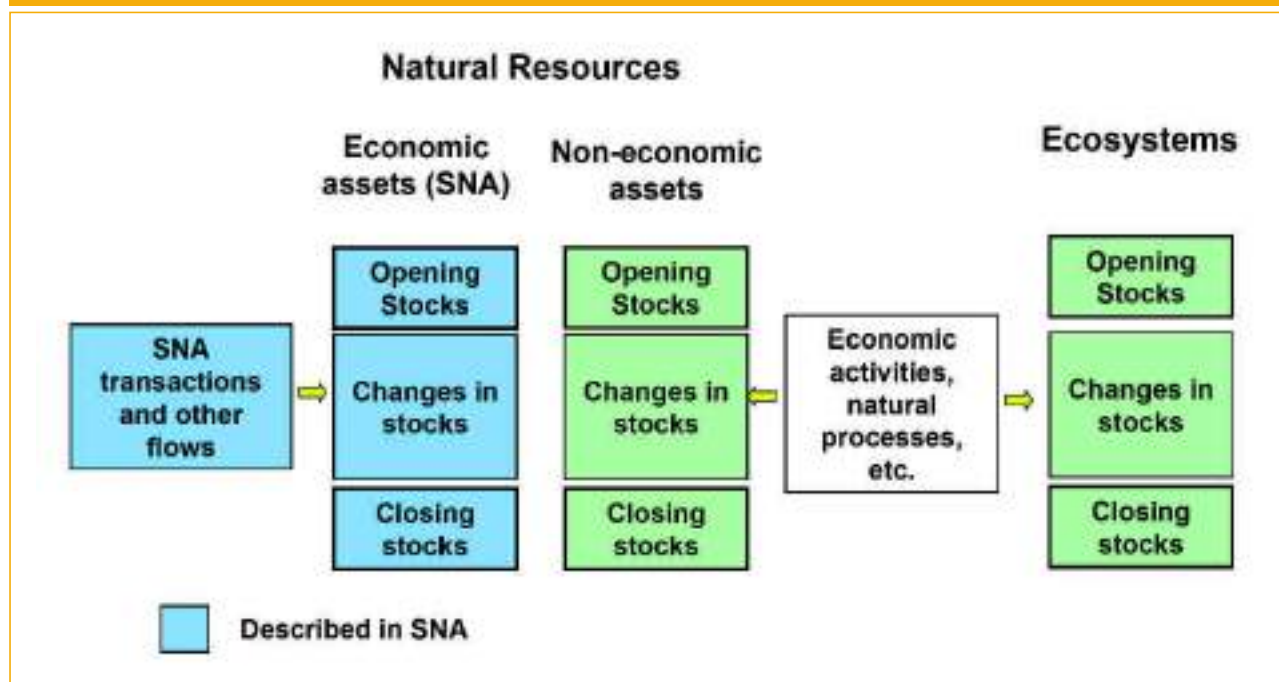 Natural Resources
Economic
assets (SNA)
Non-economic
assets
Ecosystems
SNA
transactions
and other
flows
Opening
Stocks
Changes in
stocks
Closing
stocks
Opening
Stocks
Changes in
stocks
Closing
stocks
Economic
activities,
natural
processes,
etc.
Opening
Stocks
Changes in
stocks
Closing
stocks
Described in SNA